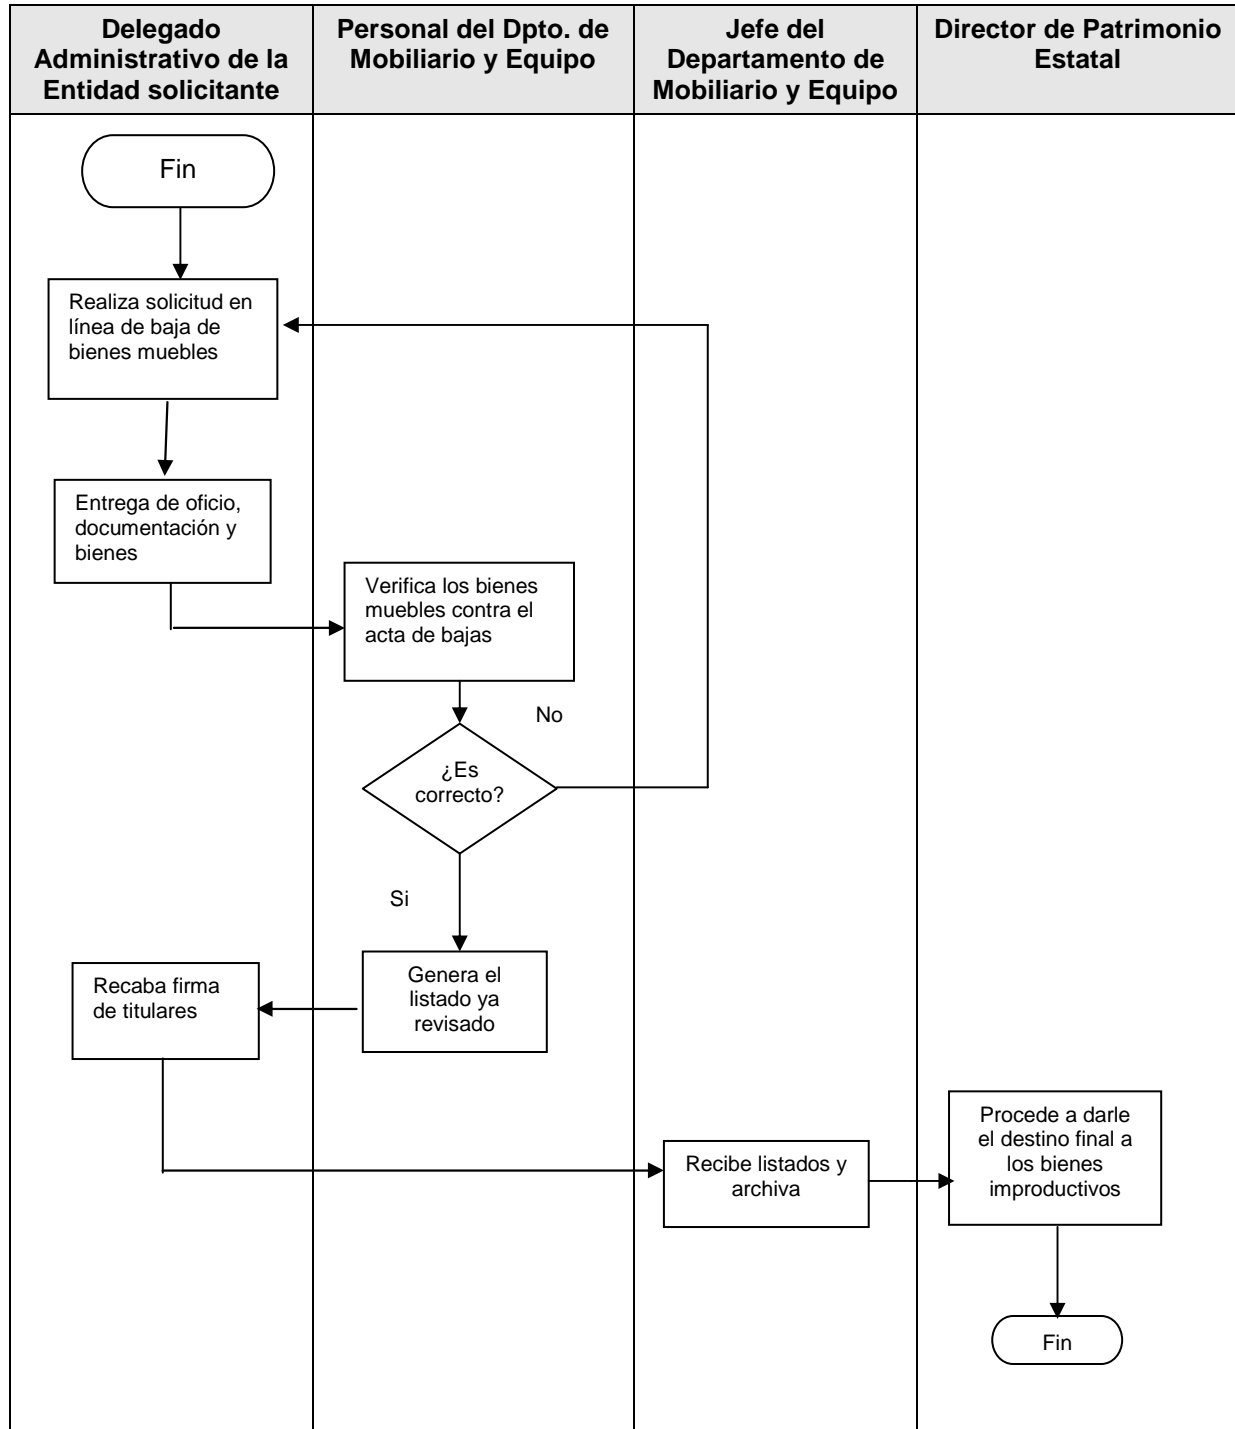 Delegado
Administrativo de la
Entidad solicitante
Personal del Dpto. de
Mobiliario y Equipo
Jefe del
Departamento de
Mobiliario y Equipo
Director de Patrimonio
Estatal
Fin
Realiza solicitud en
línea de baja de
bienes muebles
Entrega de oficio,
documentación y
bienes
Verifica los bienes
muebles contra el
acta de bajas
No
¿Es
correcto?
Si
Genera el
listado ya
revisado
Recaba firma
de titulares
Recibe listados y
archiva
Procede a darle
el destino final a
los bienes
improductivos
Fin